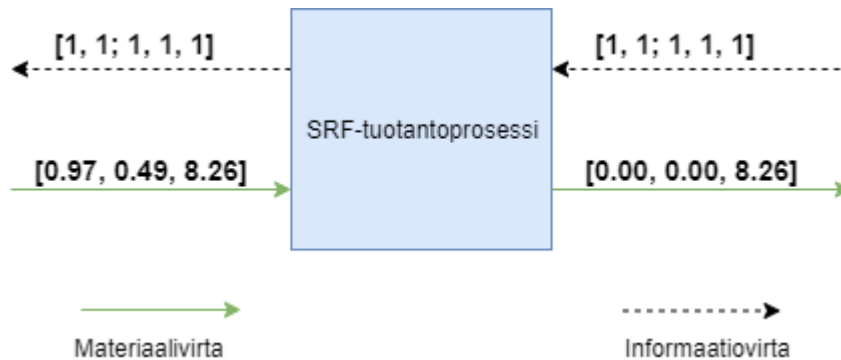 [1, 1; 1, 1, 1]
[1, 1; 1, 1, 1]
SRF-tuotantoprosessi
[0.97, 0.49, 8.26]
[0.00, 0.00, 8.26]
Materiaalivirta
Informaatiovirta